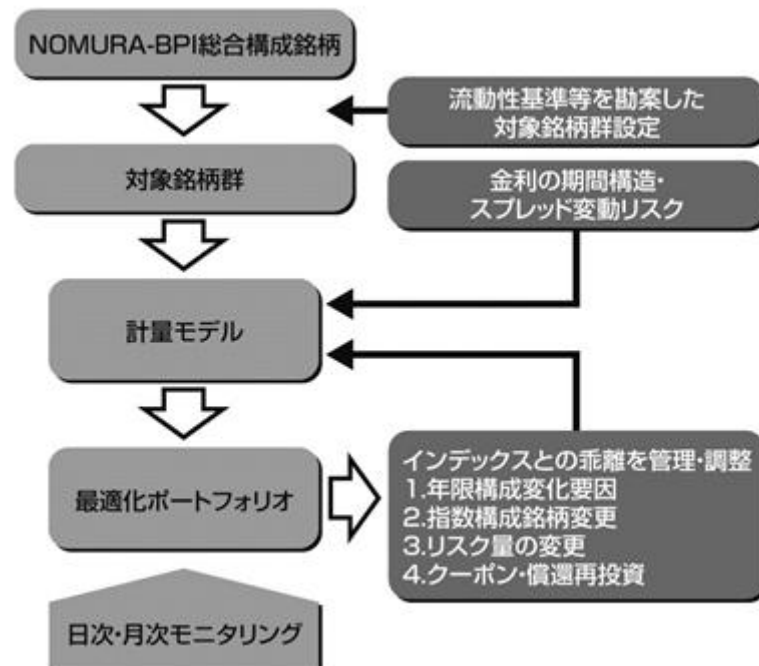 NOMURA-BPI総合構成銘柄
流動性基準等を勘案した
対象銘柄群設定
対象銘柄群
金利の期間構造・
スプレッド変動リスク
計量モデル
最適化ポートフォリオ
インデックスとの乖離を管理・調整
1.年限構成変化要因
2.指数構成銘柄変更
3.リスク量の変更
4.クーポン・償還再投資
日次・月次モニタリング